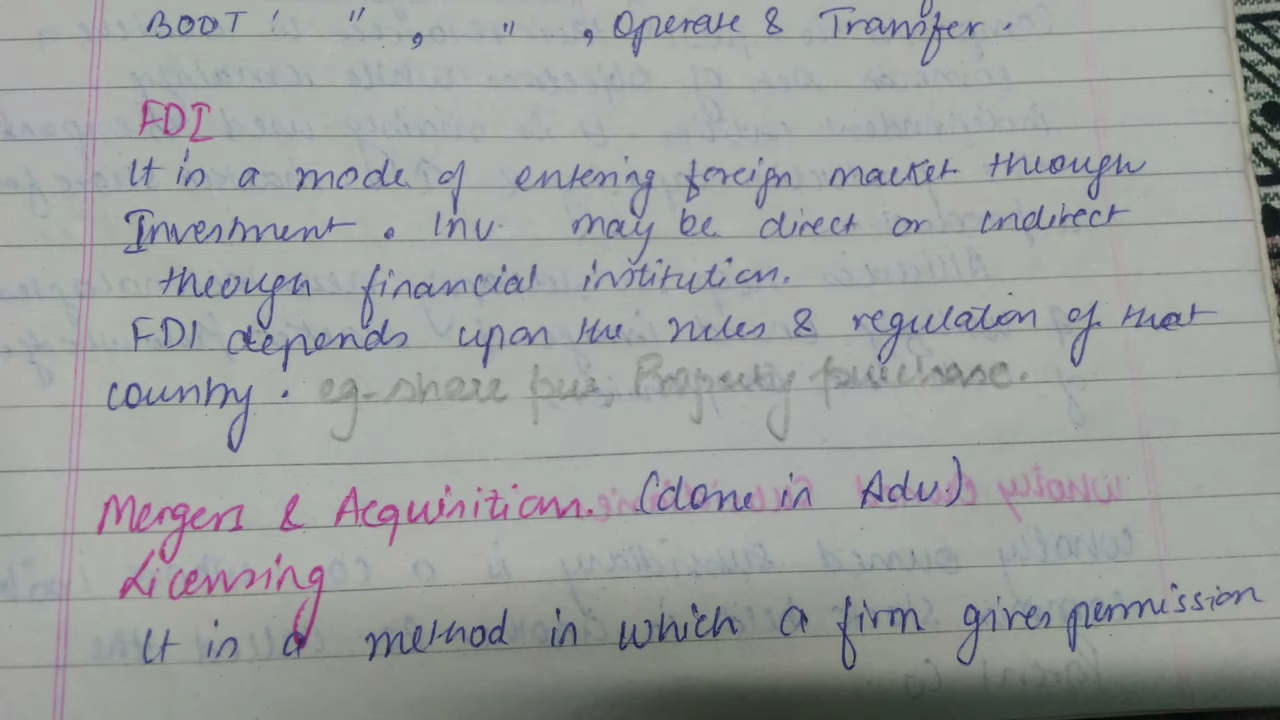 BOOT : " , " , Operate & Transfer.
FDI
It is a mode of entering foreign market through
Investment. Inv. may be direct or indirect
through financial institution.
FDI depends upon the rules & regulation of that
country. eg-share pur, Property purchase.
Mergers & Acquisition. (done in Adv)
Licensing
It is a method in which a firm gives permission